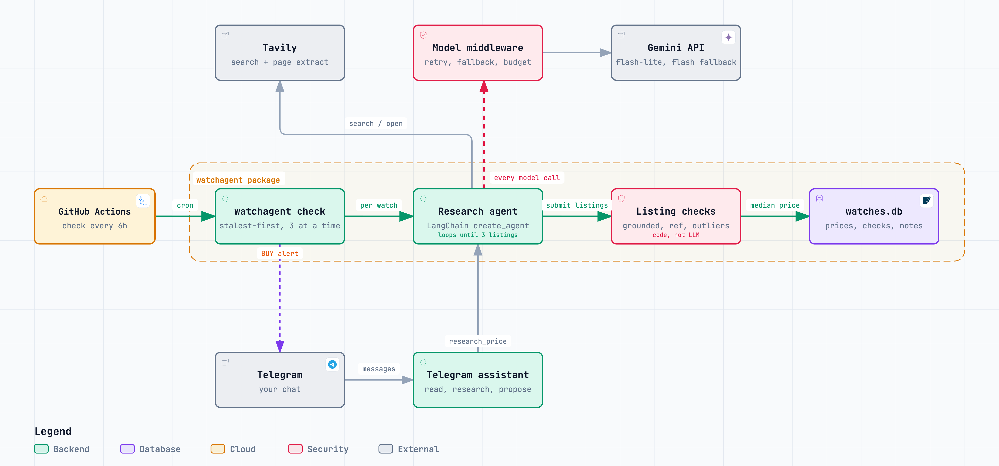 Tavily
search + page extract
Model middleware
retry, fallback, budget
Gemini API
flash-lite, flash fallback
search / open
watchagent package
every model call
GitHub Actions
check every 6h
cron
watchagent check
stalest-first, 3 at a time
per watch
Research agent
LangChain create_agent
loops until 3 listings
submit listings
Listing checks
grounded, ref, outliers
code, not LLM
median price
watches.db
prices, checks, notes
BUY alert
research_price
Telegram
your chat
messages
Telegram assistant
read, research, propose
Legend
Backend
Database
Cloud
Security
External